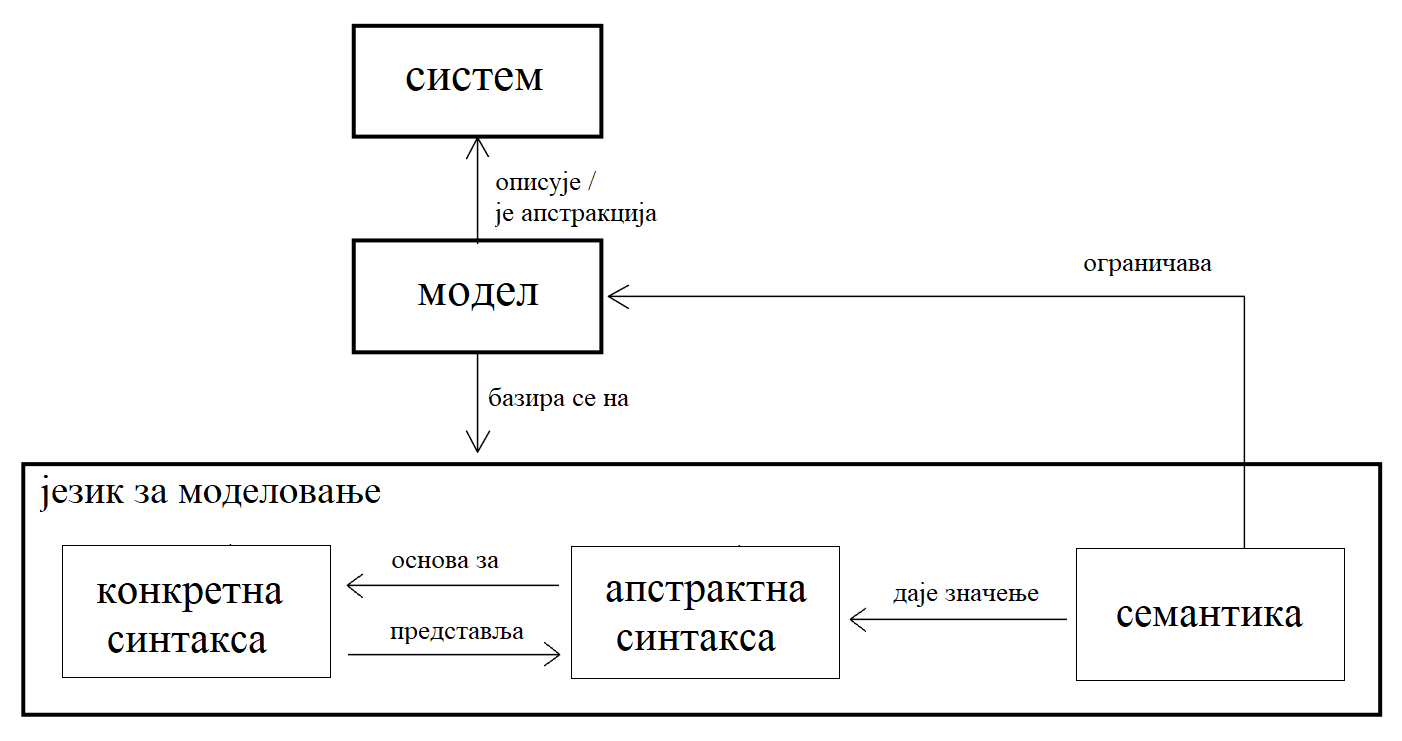 систем
описује /
је апстракција
модел
ограничава
базира се на
језик за моделовање
конкретна
синтакса
основа за
представља
апстрактна
синтакса
даје значење
семантика